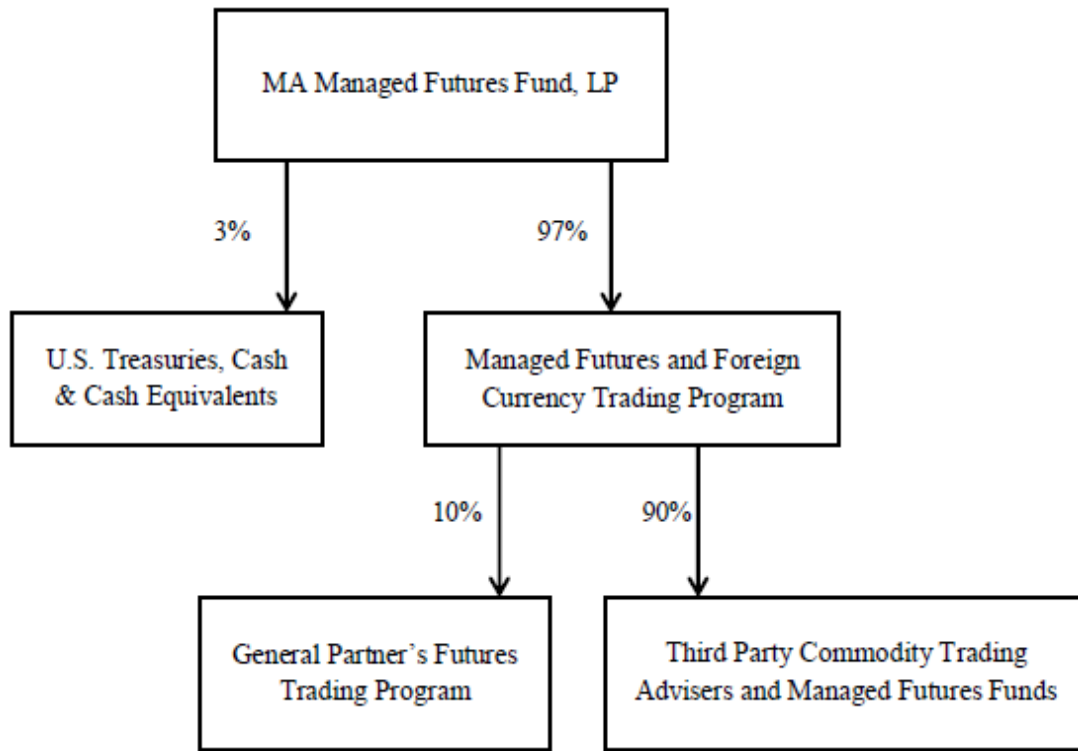 MA Managed Futures Fund, LP
3%
97%
U.S. Treasuries, Cash
& Cash Equivalents
Managed Futures and Foreign
Currency Trading Program
10%
90%
General Partner’s Futures
Trading Program
Third Party Commodity Trading
Advisers and Managed Futures Funds